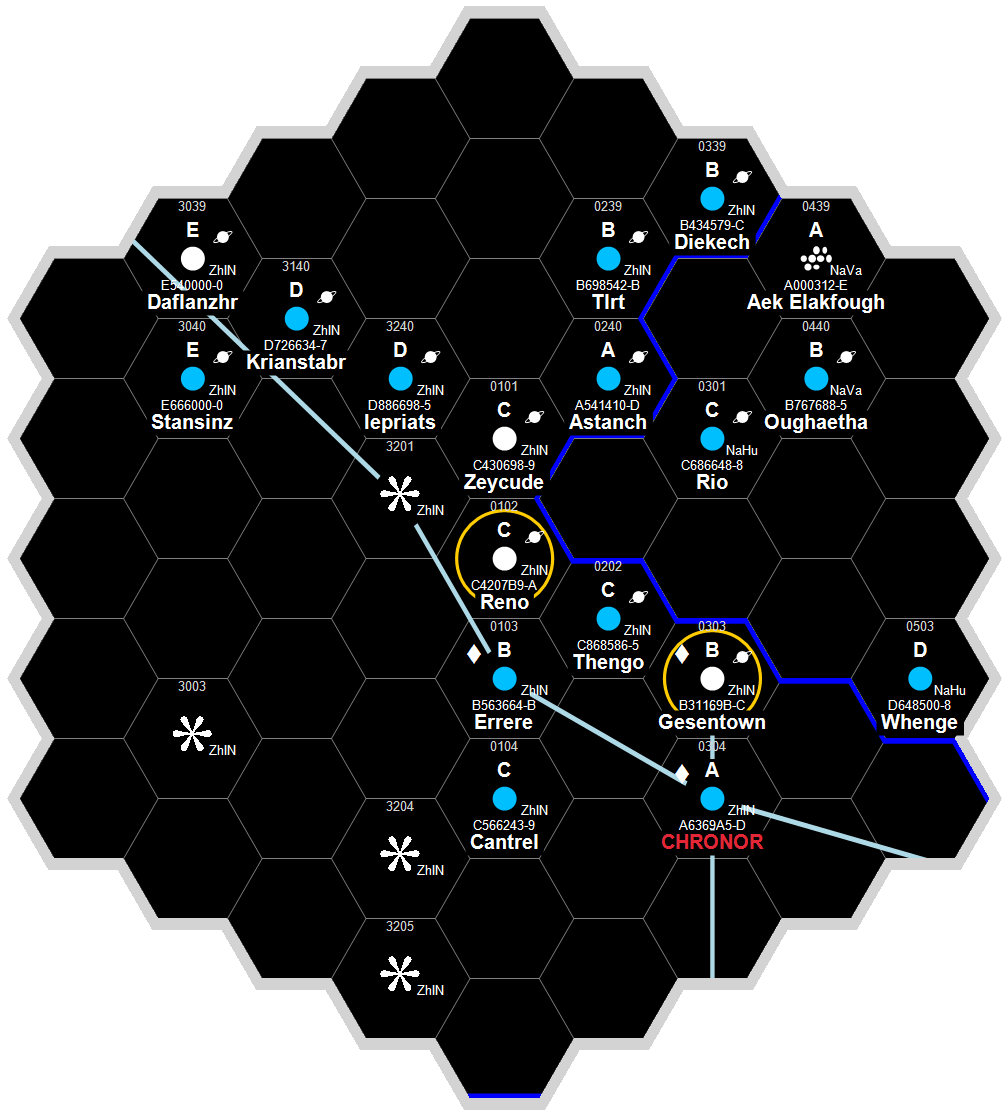 0339
B
ZhIN
B434579-C
Diekech
3039
E
ZhIN
E540000-0
Daflanzhr
0239
B
ZhIN
B698542-B
Tlrt
0439
A
NaVa
A000312-E
Aek Elakfough
3140
D
ZhIN
D726634-7
Krianstabr
3040
E
ZhIN
E666000-0
Stansinz
3240
D
ZhIN
D886698-5
Iepriats
0240
A
ZhIN
A541410-D
Astanch
0440
B
NaVa
B767688-5
Oughaetha
0101
C
ZhIN
C430698-9
Zeycude
0301
C
NaHu
C686648-8
Rio
3201
ZhIN
0102
C
ZhIN
C4207B9-A
Reno
0202
C
ZhIN
C868586-5
Thengo
0103
B
ZhIN
B563664-B
Errere
0303
B
ZhIN
B31169B-C
Gesentown
0503
D
NaHu
D648500-8
Whenge
3003
ZhIN
0104
C
ZhIN
C566243-9
Cantrel
0304
A
ZhIN
A6369A5-D
CHRONOR
3204
ZhIN
3205
ZhIN